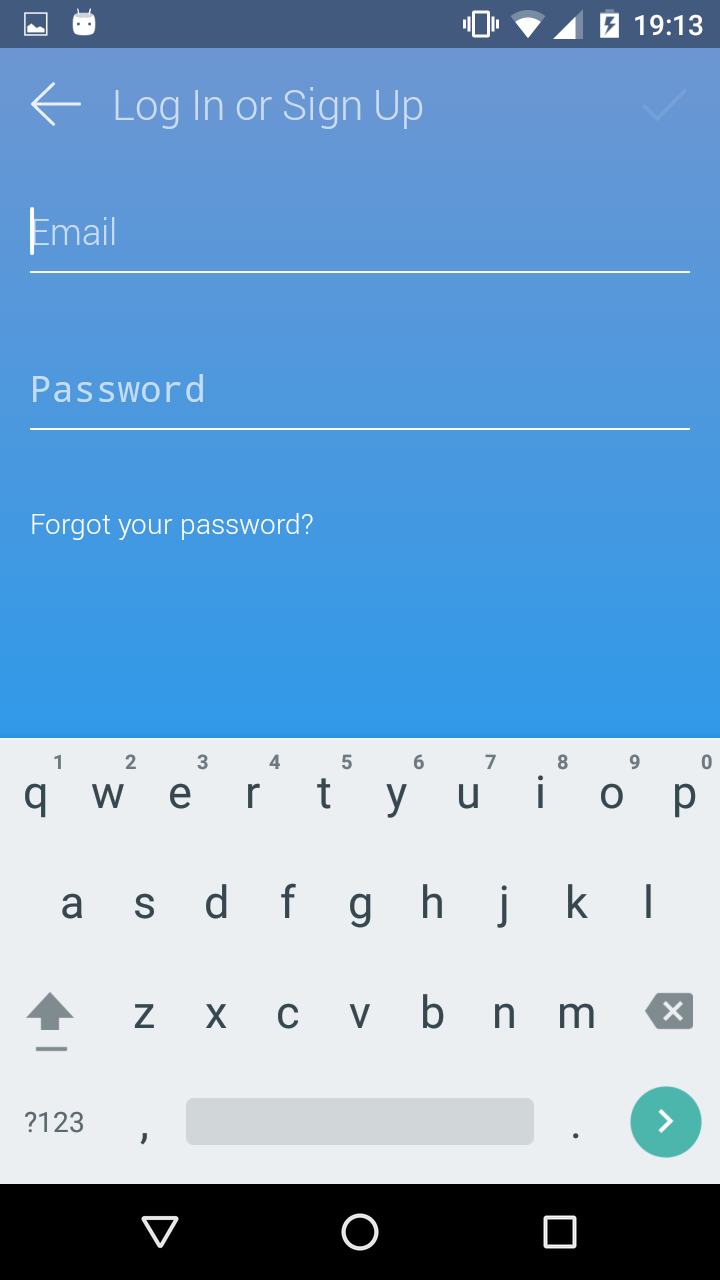 19:13
Log In or Sign Up
Email
Password
Forgot your password?
1 2 3 4 5 6 7 8 9 0
q w e r t y u i o p
a s d f g h j k l
z x c v b n m
?123 , .